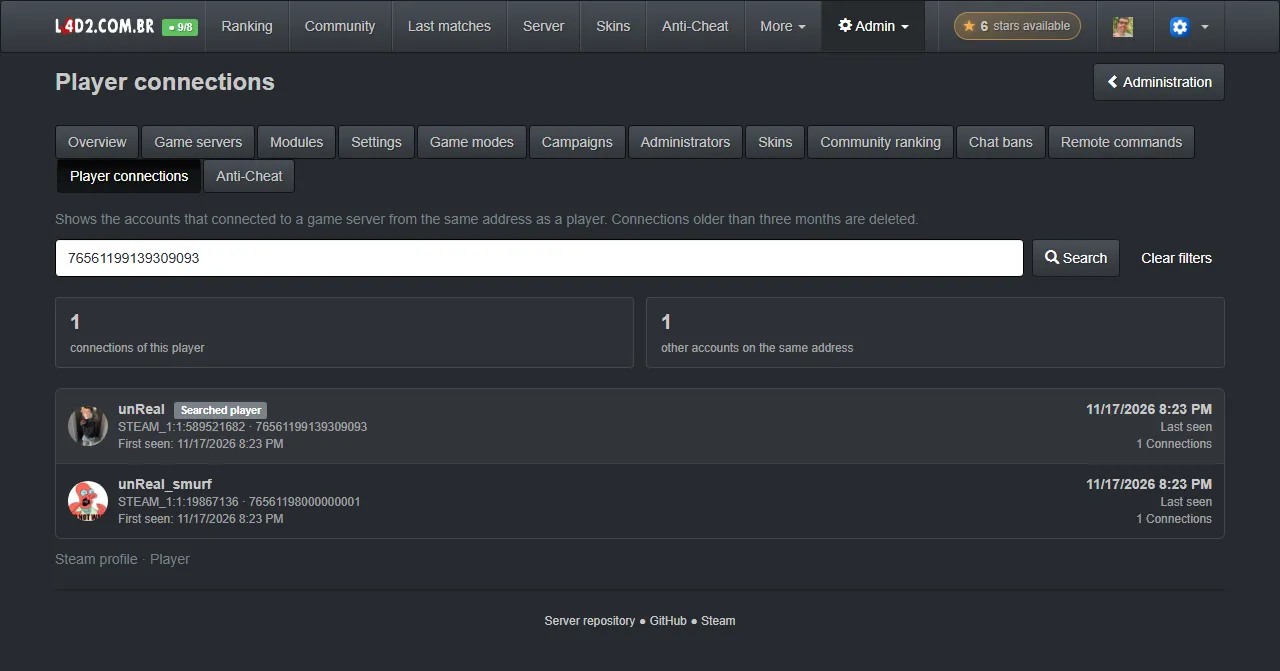 L4D2.COM.BR 9/8 Ranking Community Last matches Server Skins Anti-Cheat More Admin 6 stars available
Player connections
Administration
Overview Game servers Modules Settings Game modes Campaigns Administrators Skins Community ranking Chat bans Remote commands
Player connections Anti-Cheat
Shows the accounts that connected to a game server from the same address as a player. Connections older than three months are deleted.
76561199139309093 Search Clear filters
1
connections of this player
1
other accounts on the same address
unReal Searched player 11/17/2026 8:23 PM
STEAM_1:1:589521682 · 76561199139309093 Last seen
First seen: 11/17/2026 8:23 PM 1 Connections
unReal_smurf 11/17/2026 8:23 PM
STEAM_1:1:19867136 · 76561198000000001 Last seen
First seen: 11/17/2026 8:23 PM 1 Connections
Steam profile · Player
Server repository ● GitHub ● Steam